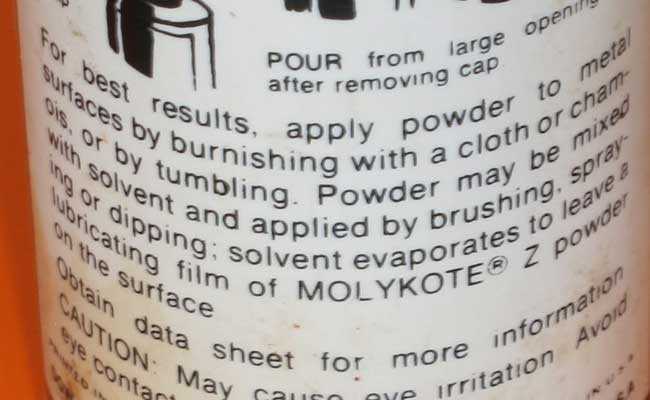 POUR from large opening
after removing cap
For best results, apply powder to metal
surfaces by burnishing with a cloth or cham-
ois, or by tumbling. Powder may be mixed
with solvent and applied by brushing, spray-
ing or dipping; solvent evaporates to leave a
lubricating film of MOLYKOTE® Z powder
on the surface
Obtain data sheet for more information
CAUTION: May cause eye irritation Avoid
eye contact
PRINTED IN